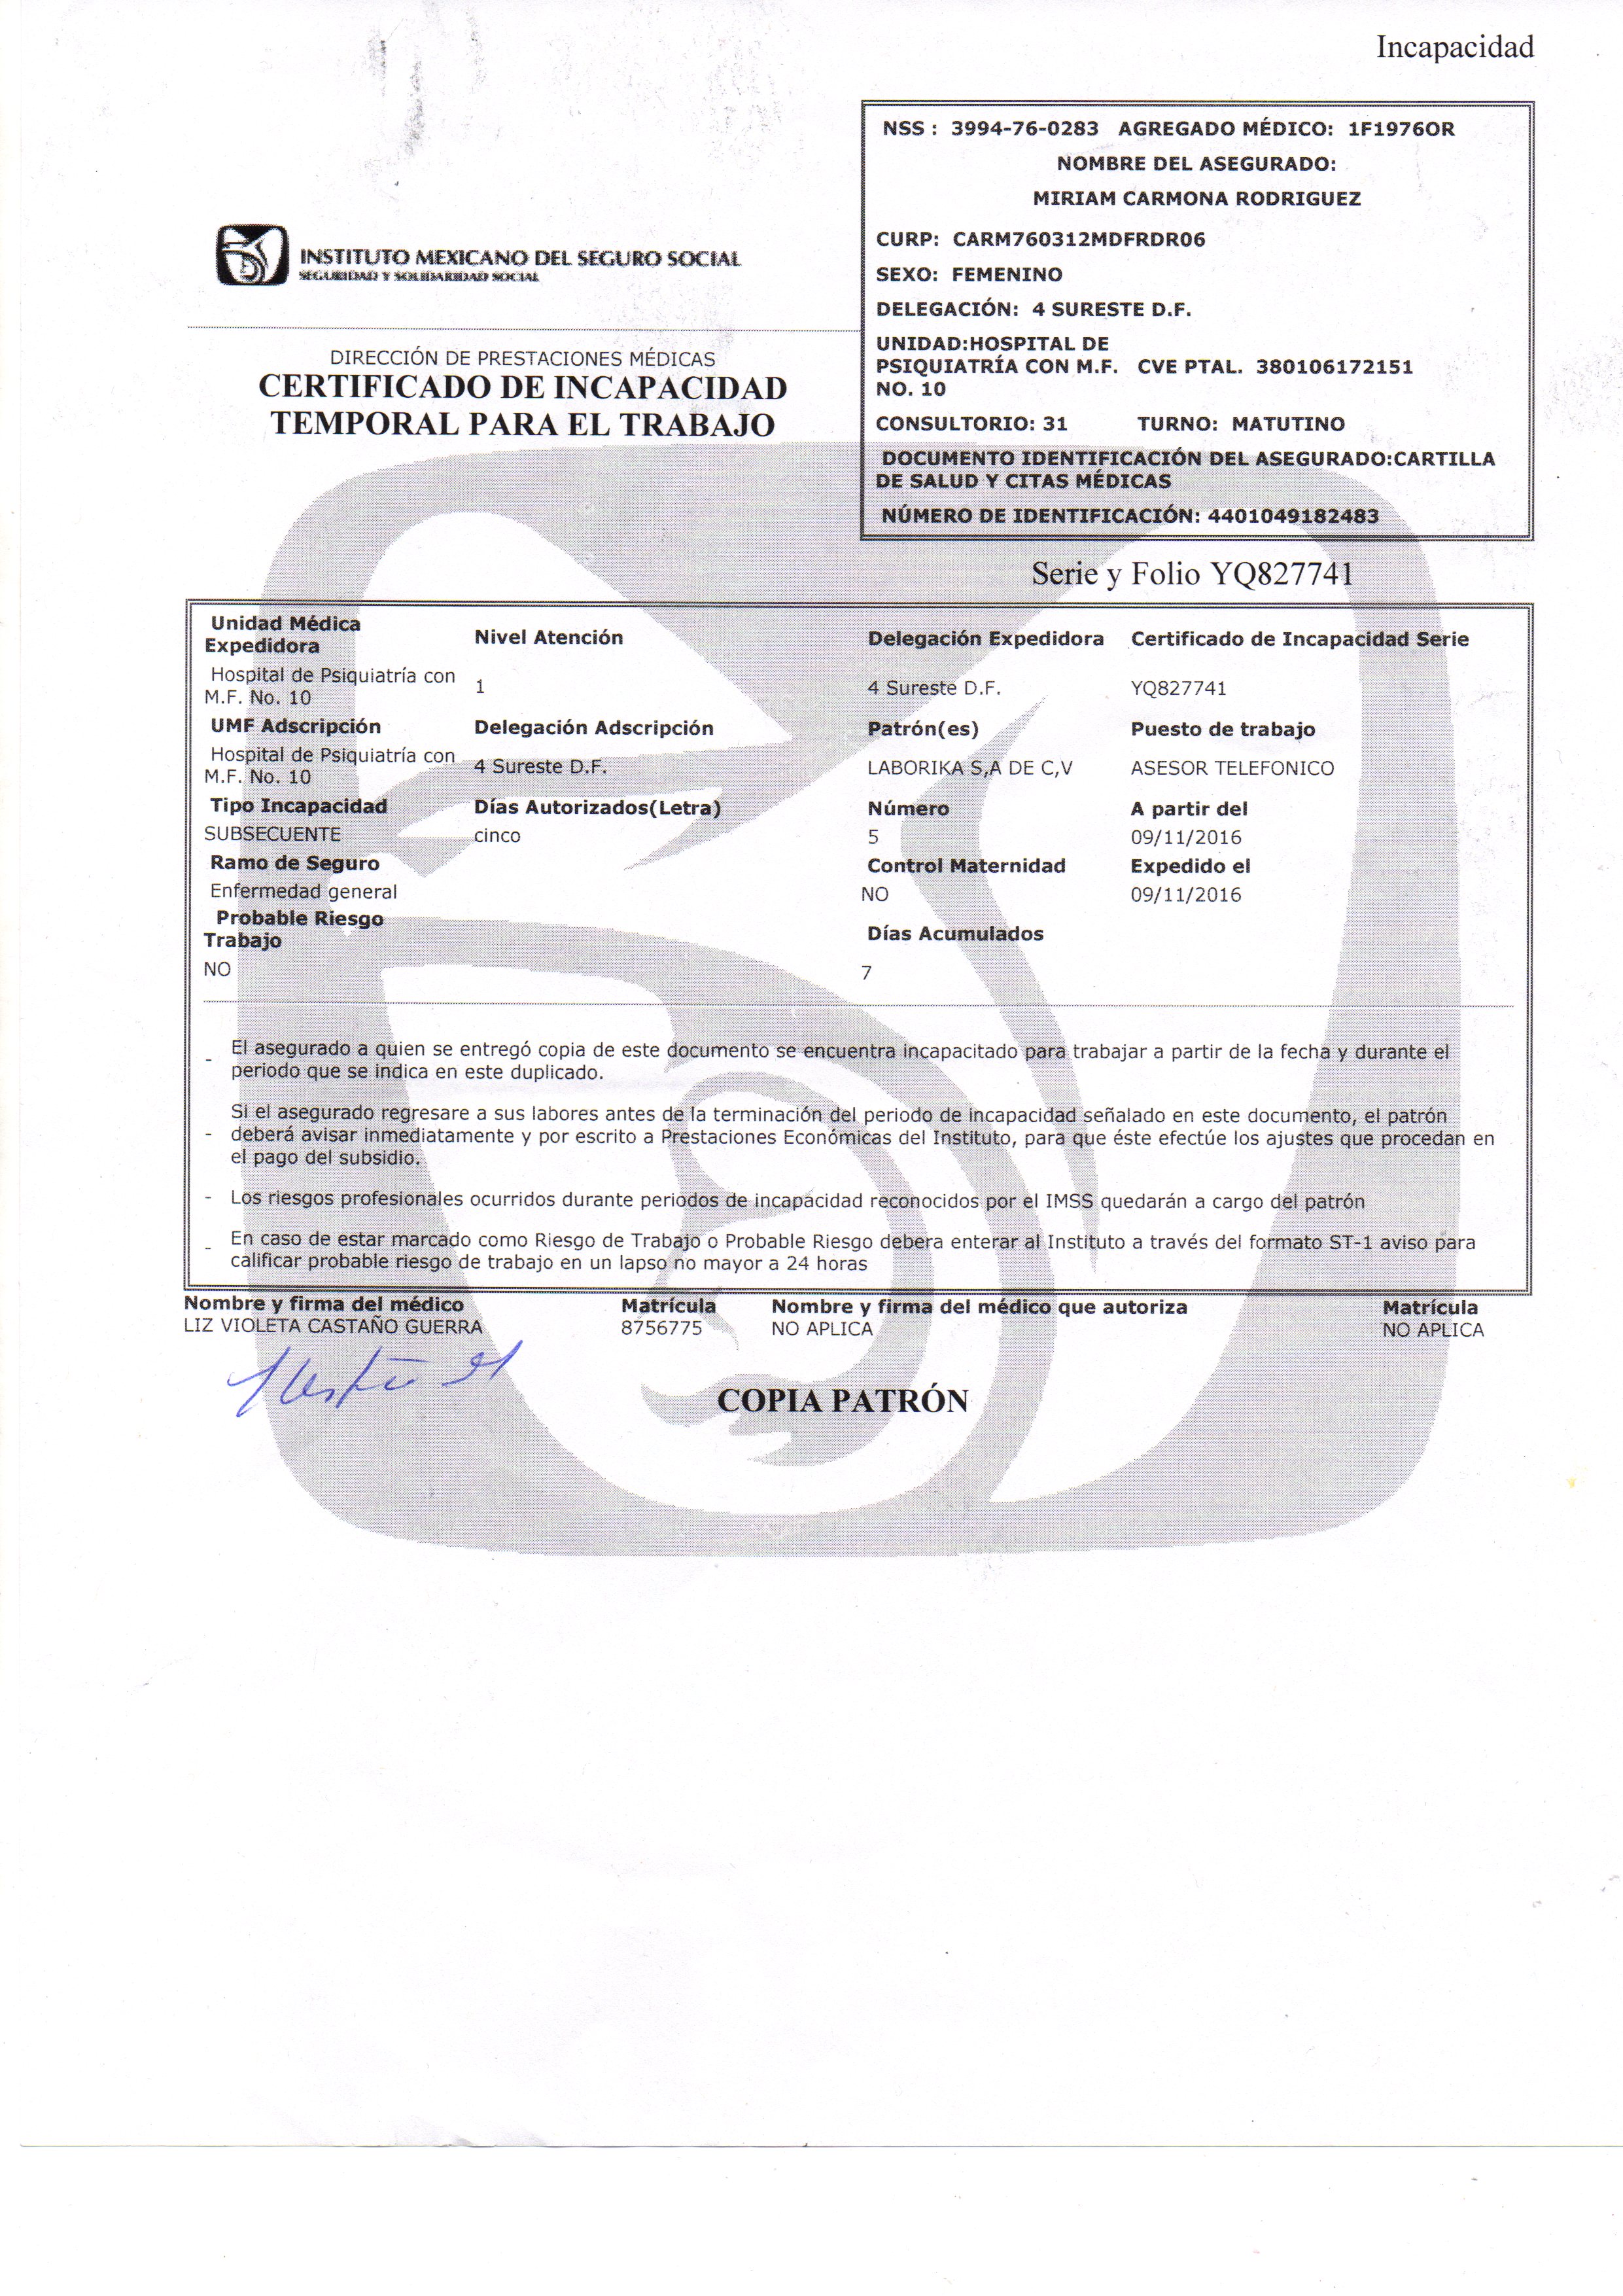 Incapacidad
NSS : 3994-76-0283 AGREGADO MÉDICO: 1F1976OR
NOMBRE DEL ASEGURADO:
MIRIAM CARMONA RODRIGUEZ
CURP: CARM760312MDFRDR06
SEXO: FEMENINO
DELEGACIÓN: 4 SURESTE D.F.
UNIDAD:HOSPITAL DE
PSIQUIATRÍA CON M.F. CVE PTAL. 380106172151
NO. 10
CONSULTORIO: 31 TURNO: MATUTINO
DOCUMENTO IDENTIFICACIÓN DEL ASEGURADO:CARTILLA
DE SALUD Y CITAS MÉDICAS
NÚMERO DE IDENTIFICACIÓN: 4401049182483
INSTITUTO MEXICANO DEL SEGURO SOCIAL
SEGURIDAD Y SOLIDARIDAD SOCIAL
DIRECCIÓN DE PRESTACIONES MÉDICAS
CERTIFICADO DE INCAPACIDAD
TEMPORAL PARA EL TRABAJO
Serie y Folio YQ827741
Unidad Médica
Expedidora Nivel Atención Delegación Expedidora Certificado de Incapacidad Serie
Hospital de Psiquiatría con
M.F. No. 10 1 4 Sureste D.F. YQ827741
UMF Adscripción Delegación Adscripción Patrón(es) Puesto de trabajo
Hospital de Psiquiatría con
M.F. No. 10 4 Sureste D.F. LABORIKA S,A DE C,V ASESOR TELEFONICO
Tipo Incapacidad Días Autorizados(Letra) Número A partir del
SUBSECUENTE cinco 5 09/11/2016
Ramo de Seguro Control Maternidad Expedido el
Enfermedad general NO 09/11/2016
Probable Riesgo
Trabajo Días Acumulados
NO 7
- El asegurado a quien se entregó copia de este documento se encuentra incapacitado para trabajar a partir de la fecha y durante el
periodo que se indica en este duplicado.
Si el asegurado regresare a sus labores antes de la terminación del periodo de incapacidad señalado en este documento, el patrón
- deberá avisar inmediatamente y por escrito a Prestaciones Económicas del Instituto, para que éste efectúe los ajustes que procedan en
el pago del subsidio.
- Los riesgos profesionales ocurridos durante periodos de incapacidad reconocidos por el IMSS quedarán a cargo del patrón
- En caso de estar marcado como Riesgo de Trabajo o Probable Riesgo debera enterar al Instituto a través del formato ST-1 aviso para
calificar probable riesgo de trabajo en un lapso no mayor a 24 horas
Nombre y firma del médico Matrícula Nombre y firma del médico que autoriza Matrícula
LIZ VIOLETA CASTAÑO GUERRA 8756775 NO APLICA NO APLICA
COPIA PATRÓN